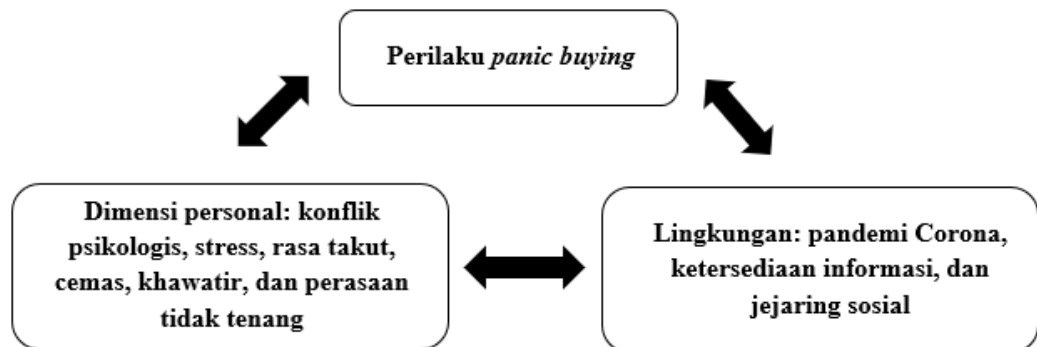 Perilaku panic buying
Dimensi personal: konflik
psikologis, stress, rasa takut,
cemas, khawatir, dan perasaan
tidak tenang
Lingkungan: pandemi Corona,
ketersediaan informasi, dan
jejaring sosial